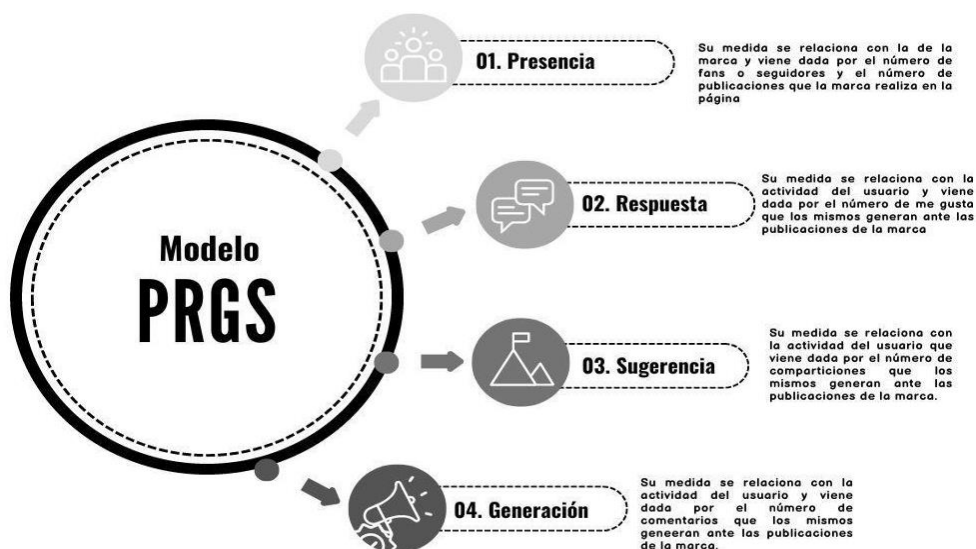 Modelo
PRGS
01. Presencia
Su medida se relaciona con la de la
marca y viene dada por el número de
fans o seguidores y el número de
publicaciones que la marca realiza en la
página
02. Respuesta
Su medida se relaciona con la
actividad del usuario y viene
dada por el número de me gusta
que los mismos generan ante las
publicaciones de la marca
03. Sugerencia
Su medida se relaciona con
la actividad del usuario que
viene dada por el número de
comparticiones que los
mismos generan ante las
publicaciones de la marca.
04. Generación
Su medida se relaciona con la
actividad del usuario y viene
dada por el número de
comentarios que los mismos
geneeran ante las publicaciones
de la marca.